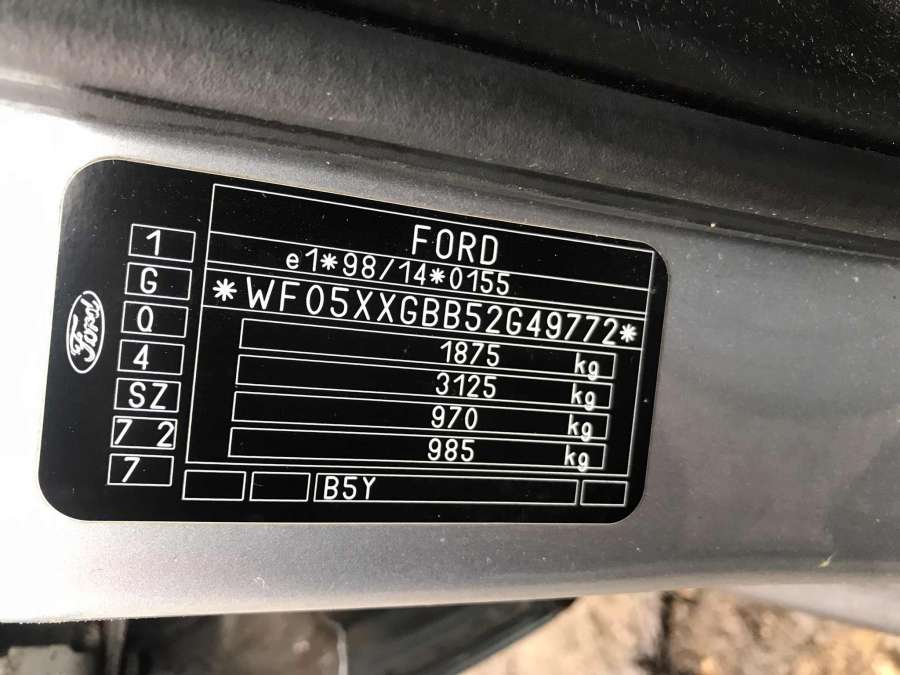 FORD
e1*98/14*0155
*WF05XXGBB52G49772*
1875 kg
3125 kg
970 kg
985 kg
B5Y
1
G
Q
4
SZ
7 2
7
Ford